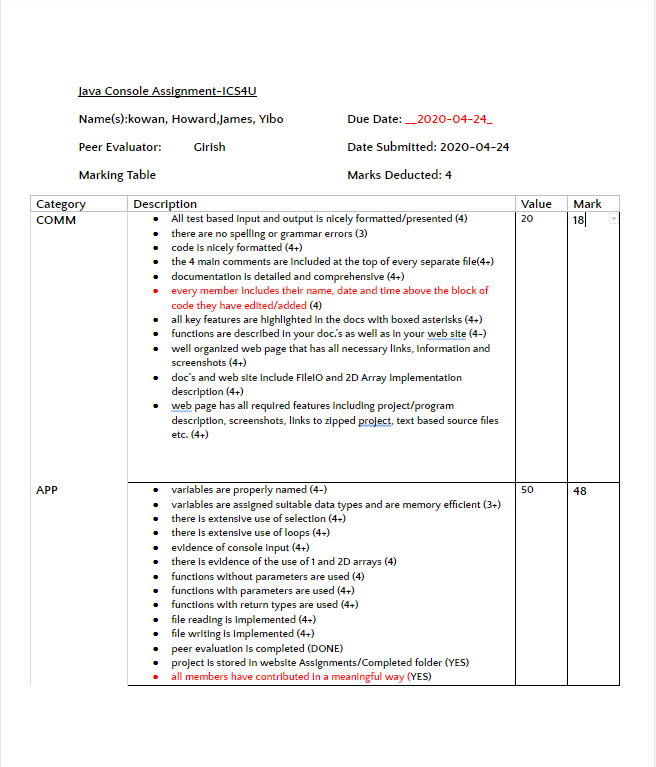 Java Console Assignment-ICS4U
Name(s):kowan, Howard,James, Yibo Due Date: __2020-04-24_
Peer Evaluator: Girish Date Submitted: 2020-04-24
Marking Table Marks Deducted: 4
Category Description Value Mark
COMM • All test based input and output is nicely formatted/presented (4) 20 18
• there are no spelling or grammar errors (3)
• code is nicely formatted (4+)
• the 4 main comments are included at the top of every separate file(4+)
• documentation is detailed and comprehensive (4+)
• every member includes their name, date and time above the block of
code they have edited/added (4)
• all key features are highlighted in the docs with boxed asterisks (4+)
• functions are described in your doc.'s as well as in your web site (4-)
• well organized web page that has all necessary links, information and
screenshots (4+)
• doc's and web site include FileIO and 2D Array implementation
description (4+)
• web page has all required features including project/program
description, screenshots, links to zipped project, text based source files
etc. (4+)
APP • variables are properly named (4-) 50 48
• variables are assigned suitable data types and are memory efficient (3+)
• there is extensive use of selection (4+)
• there is extensive use of loops (4+)
• evidence of console input (4+)
• there is evidence of the use of 1 and 2D arrays (4)
• functions without parameters are used (4)
• functions with parameters are used (4+)
• functions with return types are used (4+)
• file reading is implemented (4+)
• file writing is implemented (4+)
• peer evaluation is completed (DONE)
• project is stored in website Assignments/Completed folder (YES)
• all members have contributed in a meaningful way (YES)